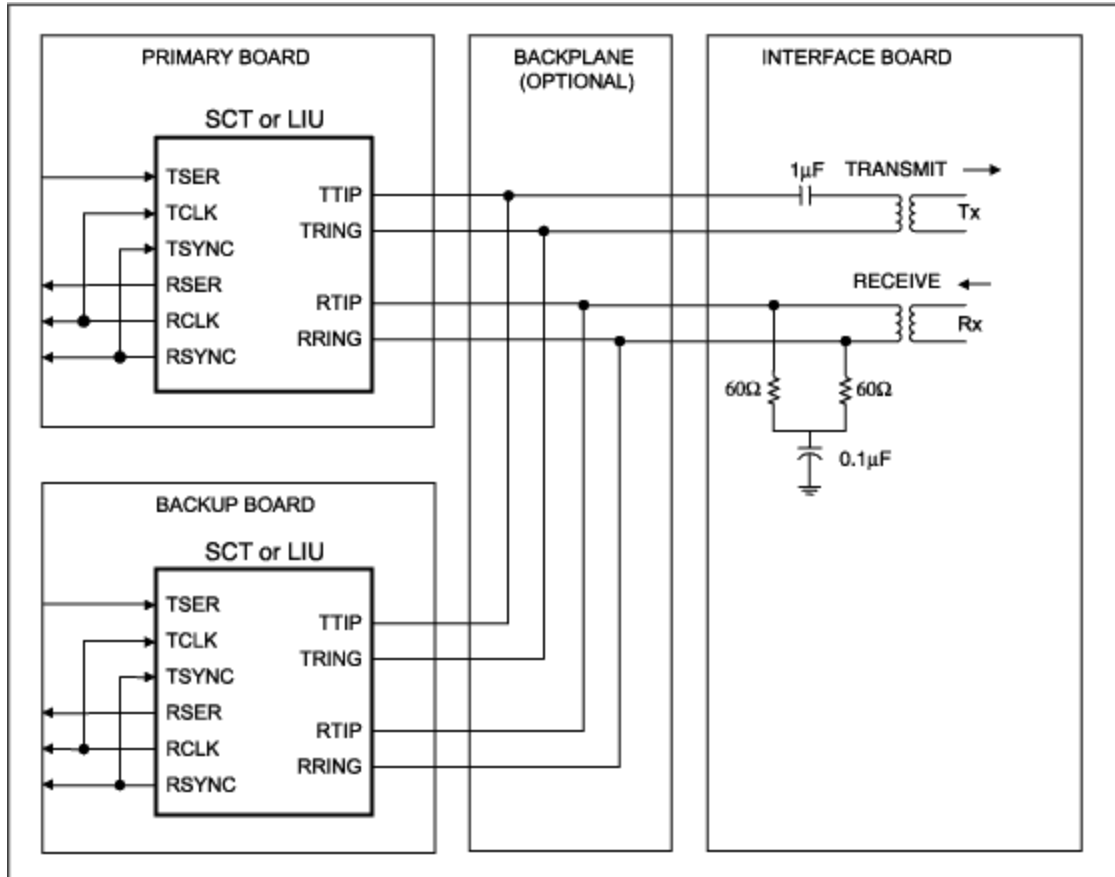 PRIMARY BOARD
SCT or LIU
TSER
TCLK
TSYNC
RSER
RCLK
RSYNC
TTIP
TRING
RTIP
RRING
BACKPLANE
(OPTIONAL)
INTERFACE BOARD
1µF
TRANSMIT
Tx
RECEIVE
Rx
60Ω
60Ω
0.1µF
BACKUP BOARD
SCT or LIU
TSER
TCLK
TSYNC
RSER
RCLK
RSYNC
TTIP
TRING
RTIP
RRING